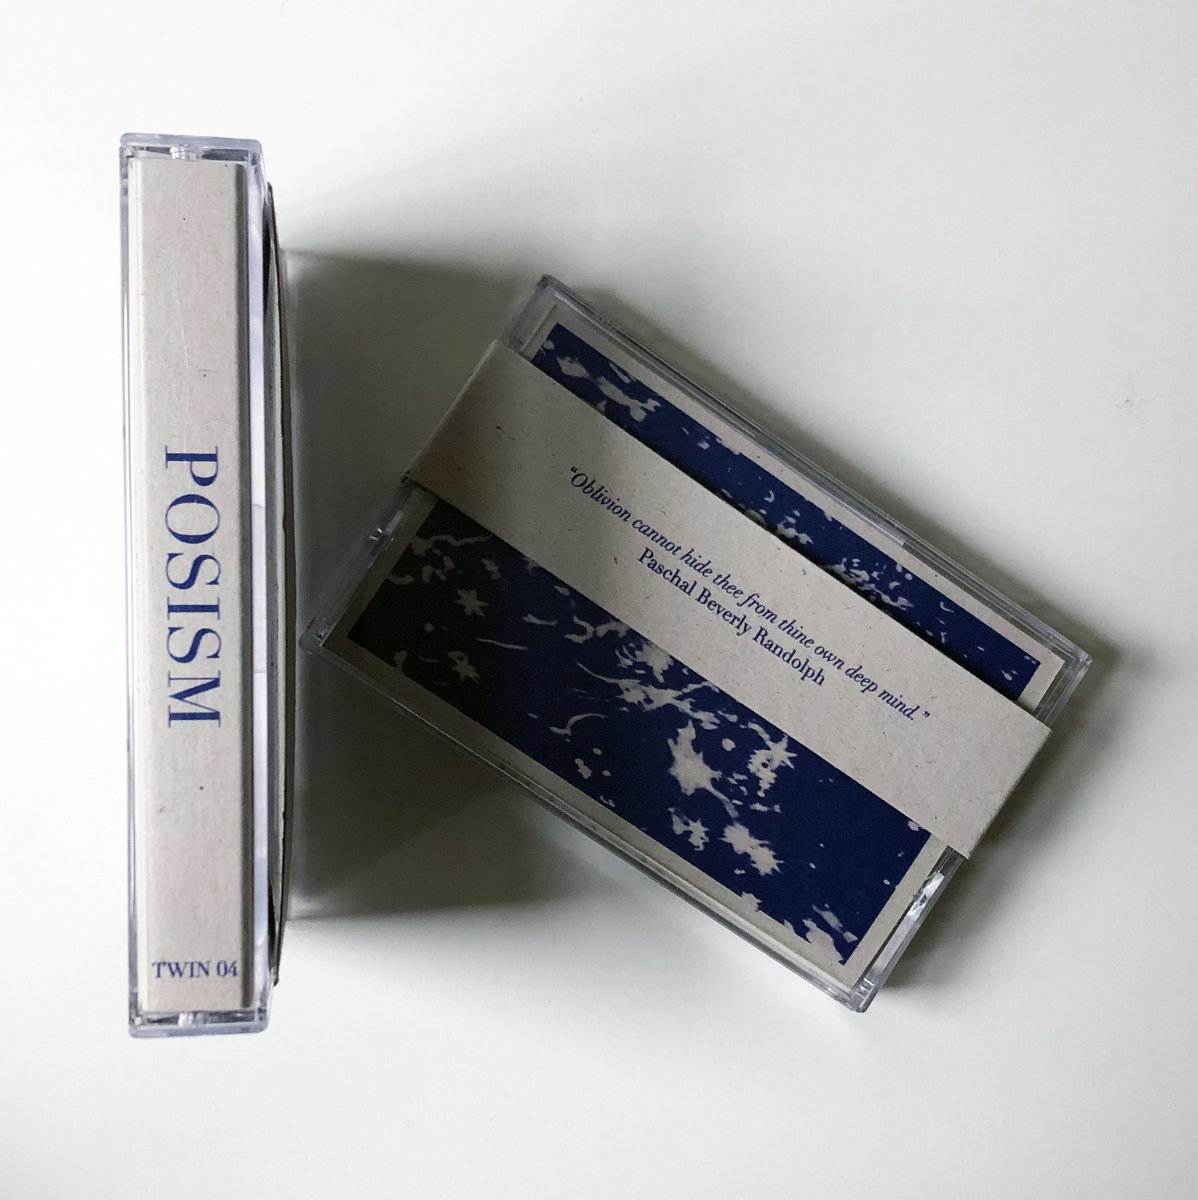 POSISM
TWIN 04
“Oblivion cannot hide thee from thine own deep mind.”
Paschal Beverly Randolph